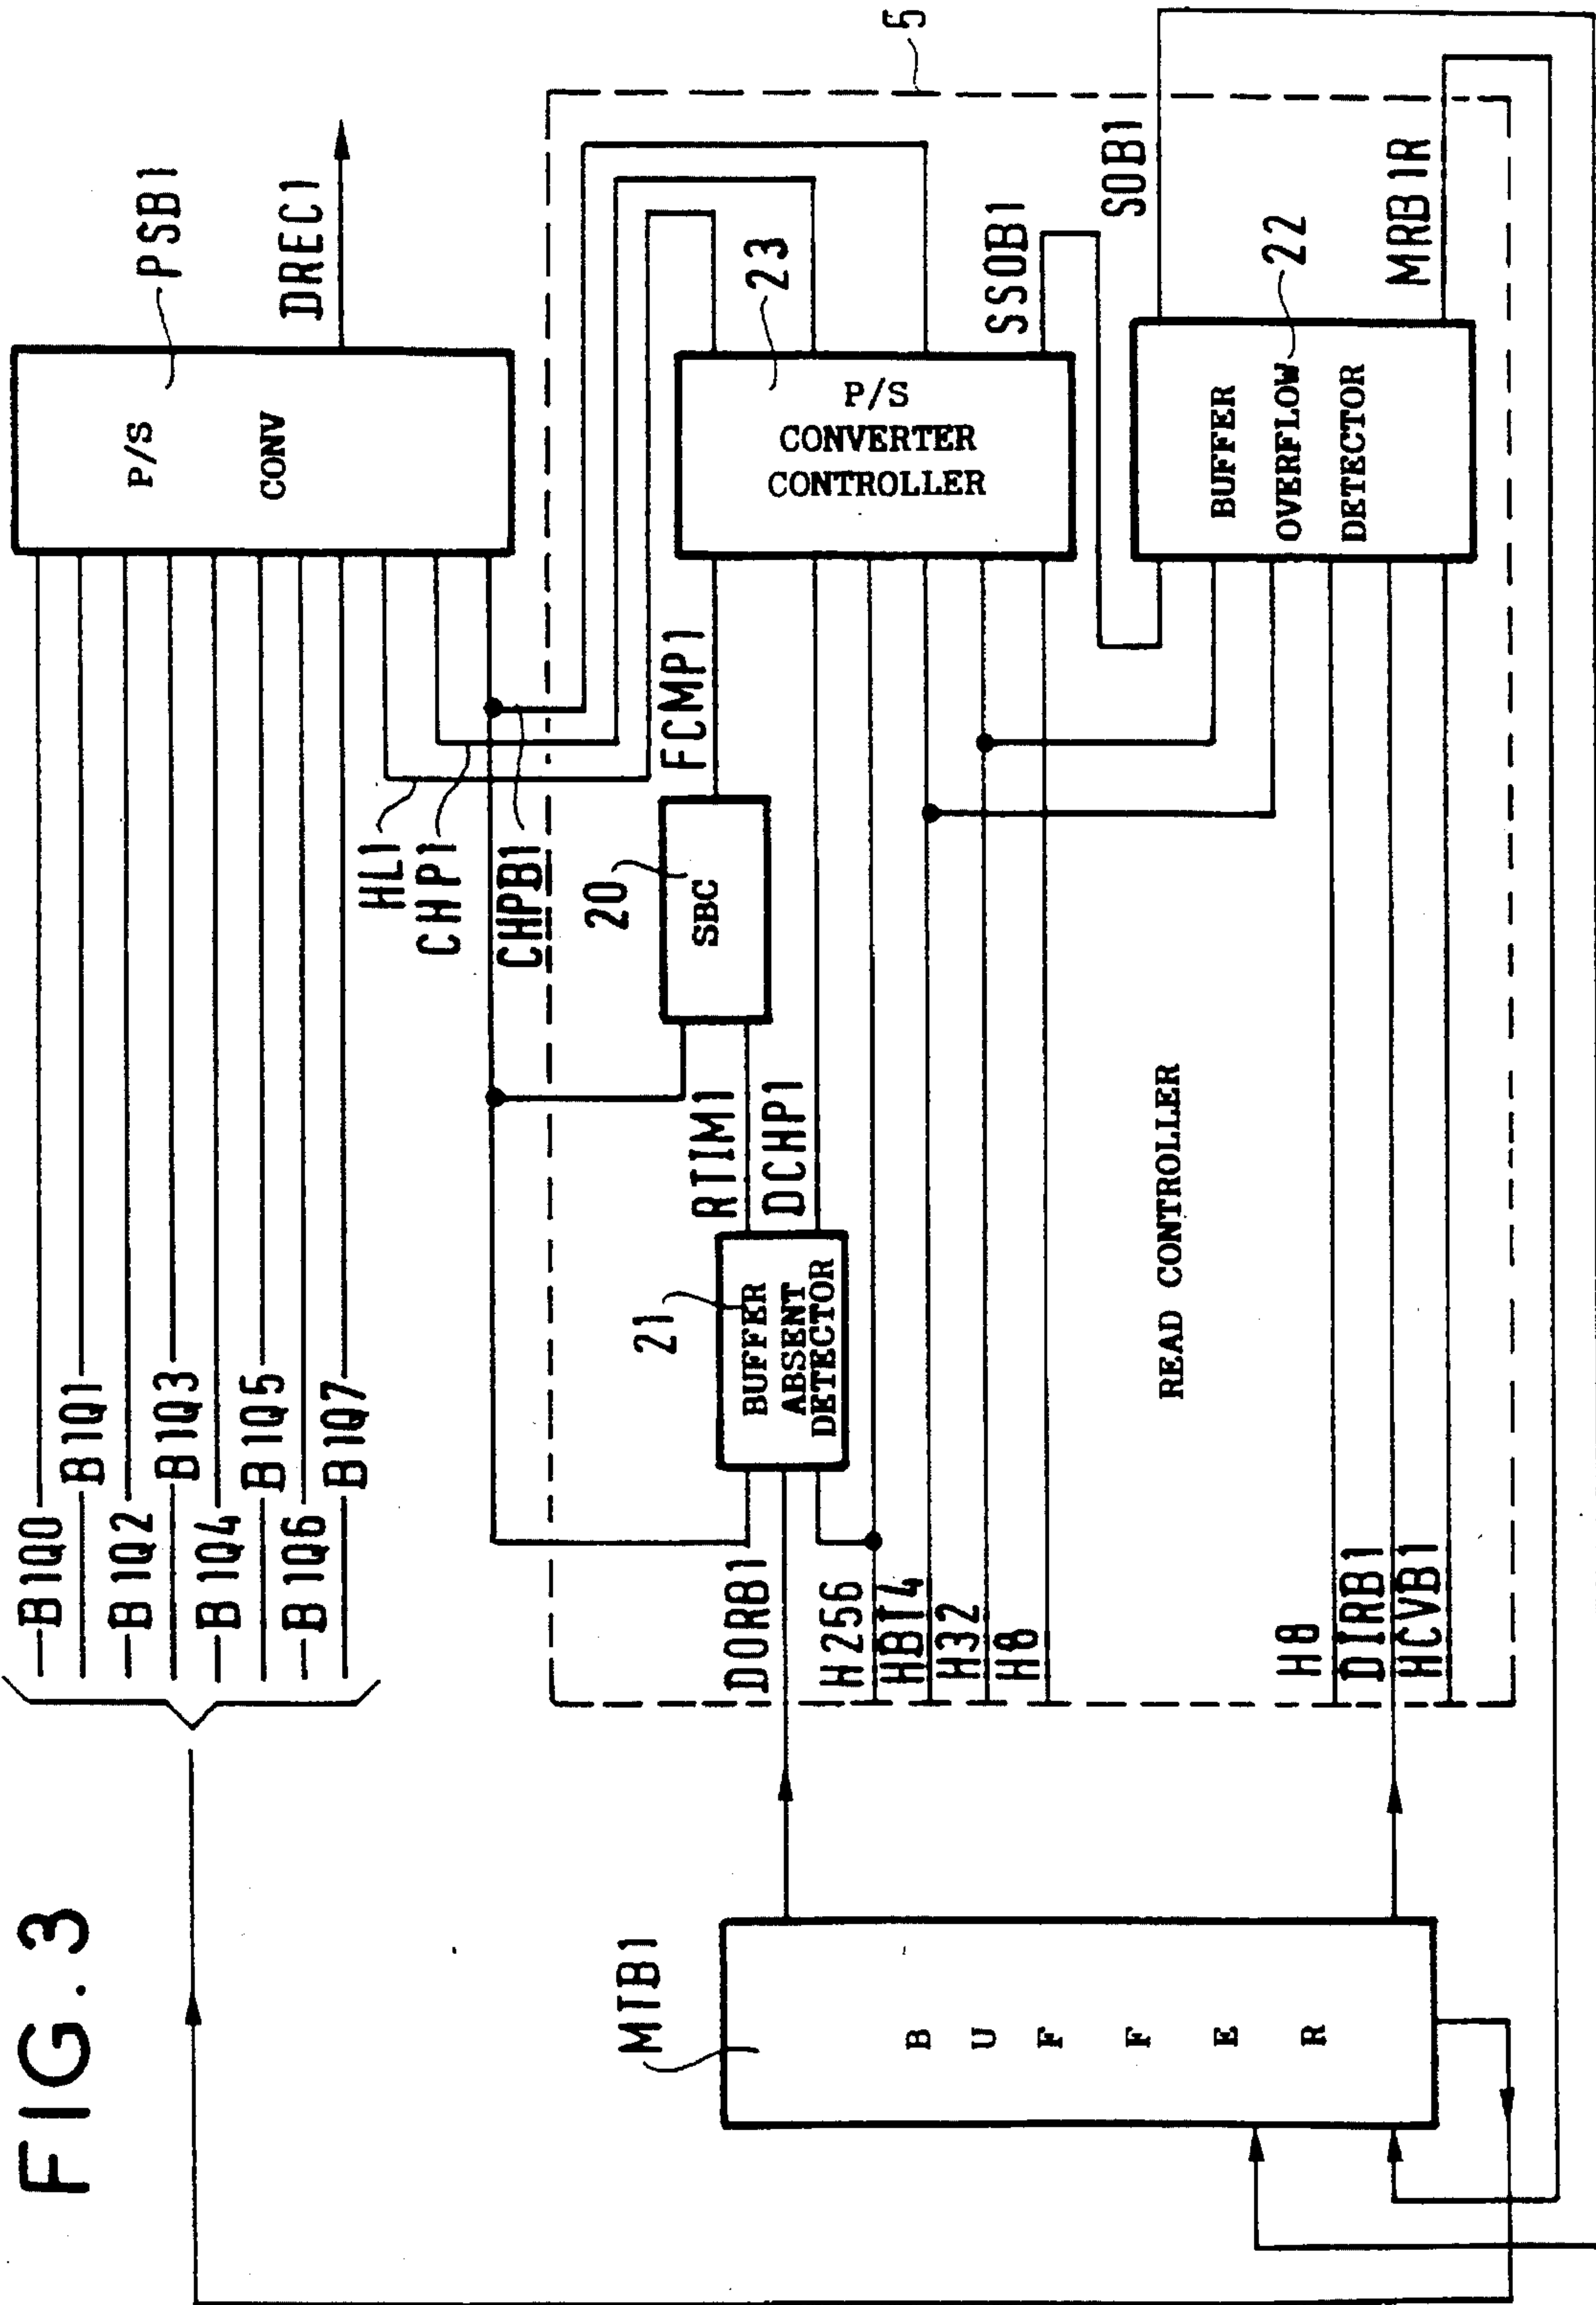 FIG. 3
B1Q0
B1Q1
B1Q2
B1Q3
B1Q4
B1Q5
B1Q6
B1Q7
P/S
CONV
PSB1
DREC1
HL1
CHP1
CHPB1
5
MTB1
BUFFER
DORB1
H256
HBT4
H32
H8
21
BUFFER
ABSENT
DETECTOR
RTIM1
DCHP1
20
SBC
FCMP1
23
P/S
CONVERTER
CONTROLLER
SSOB1
SOB1
READ CONTROLLER
H8
DIRB1
HCVB1
BUFFER
OVERFLOW
DETECTOR
22
MRB1R